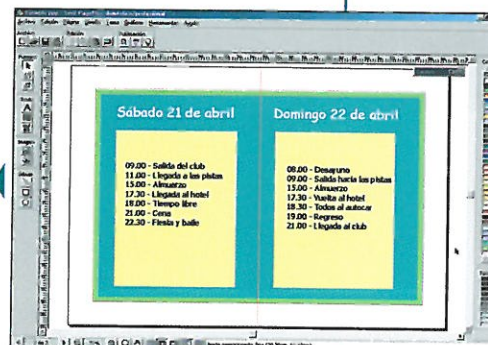 Sábado 21 de abril
09.00 - Salida del club
11.00 - Llegada a las pistas
15.00 - Almuerzo
17.30 - Llegada al hotel
18.00 - Tiempo libre
21.00 - Cena
22.30 - Fiesta y baile
Domingo 22 de abril
08.00 - Desayuno
09.00 - Salida hacia las pistas
15.00 - Almuerzo
17.30 - Vuelta al hotel
18.30 - Todos al autocar
19.00 - Regreso
21.00 - Llegada al club